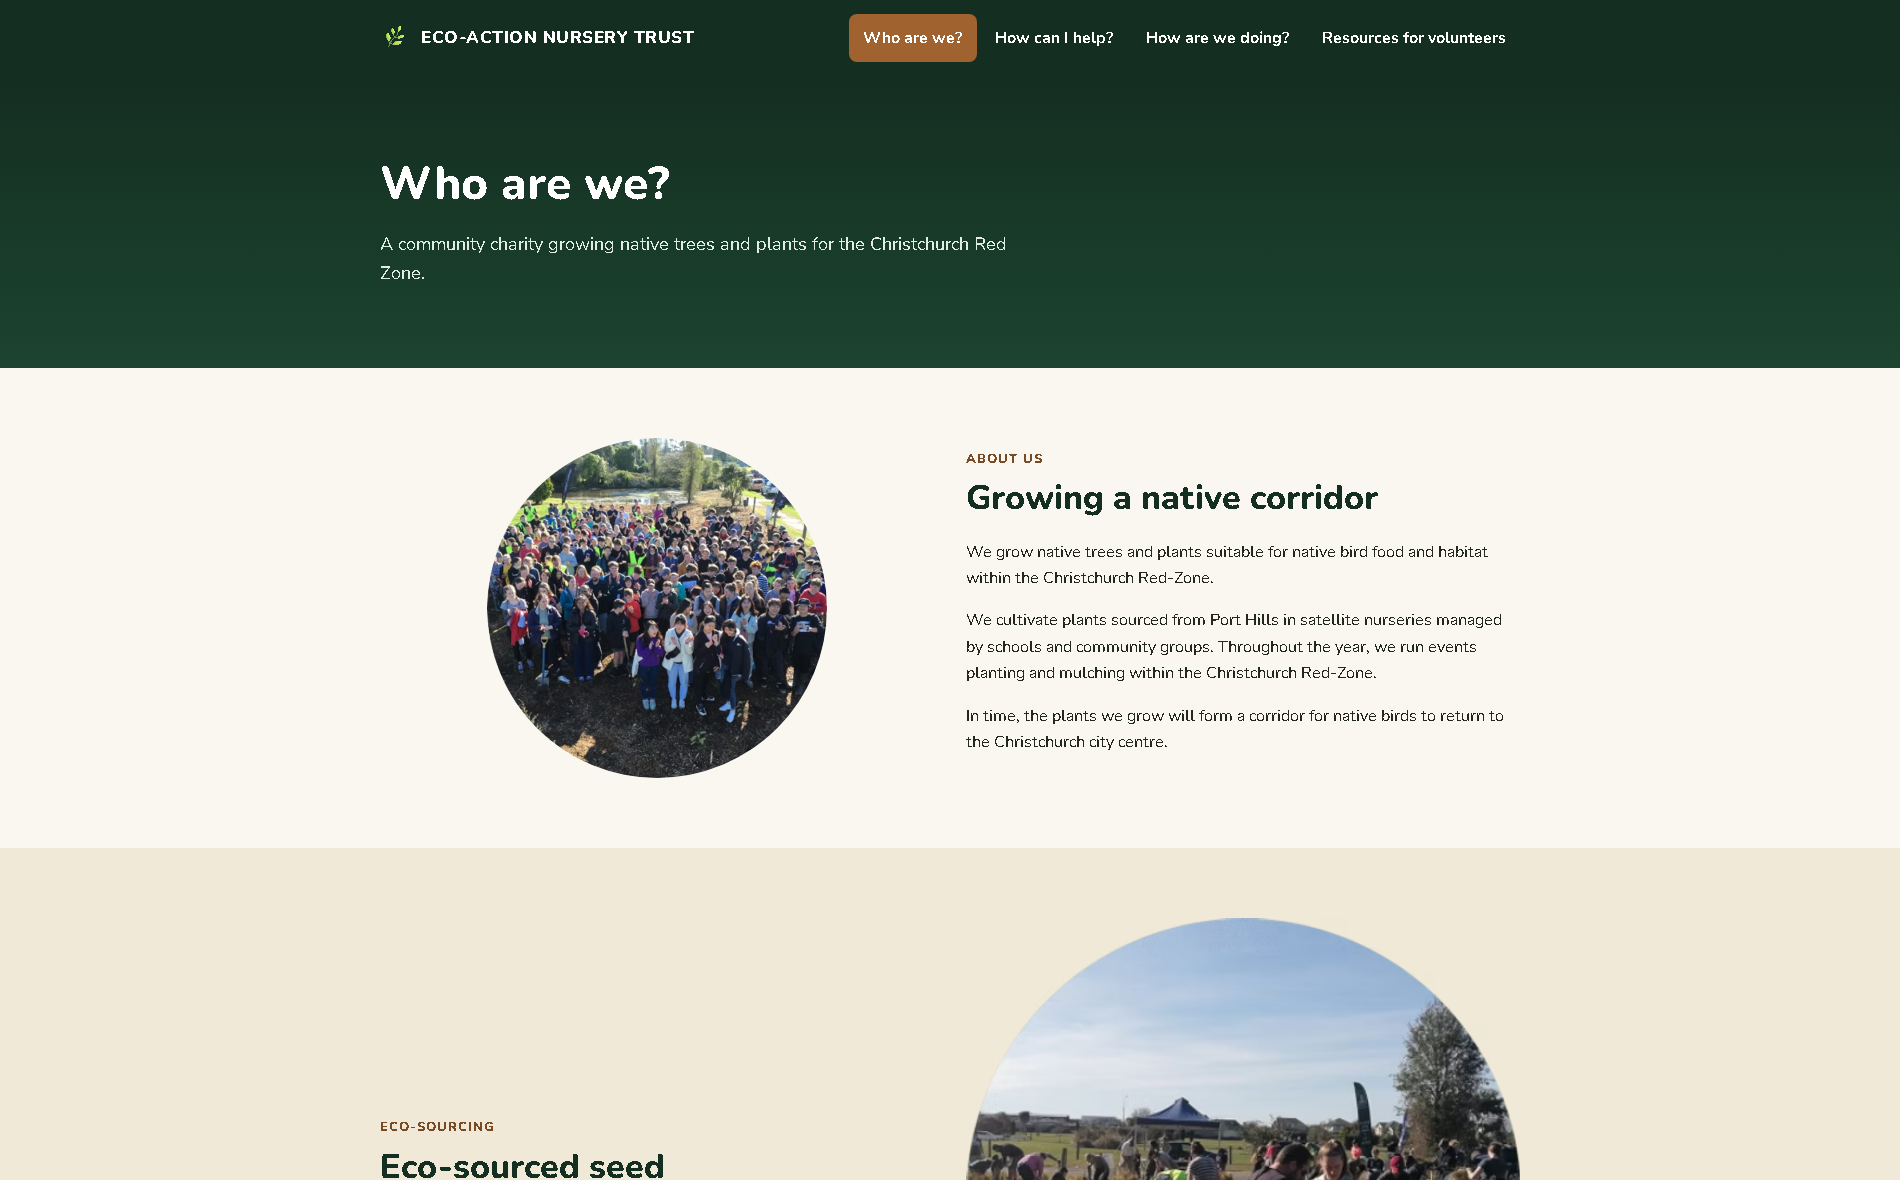 ECO-ACTION NURSERY TRUST
Who are we?
How can I help?
How are we doing?
Resources for volunteers
Who are we?
A community charity growing native trees and plants for the Christchurch Red
Zone.
ABOUT US
Growing a native corridor
We grow native trees and plants suitable for native bird food and habitat
within the Christchurch Red-Zone.
We cultivate plants sourced from Port Hills in satellite nurseries managed
by schools and community groups. Throughout the year, we run events
planting and mulching within the Christchurch Red-Zone.
In time, the plants we grow will form a corridor for native birds to return to
the Christchurch city centre.
ECO-SOURCING
Eco-sourced seed